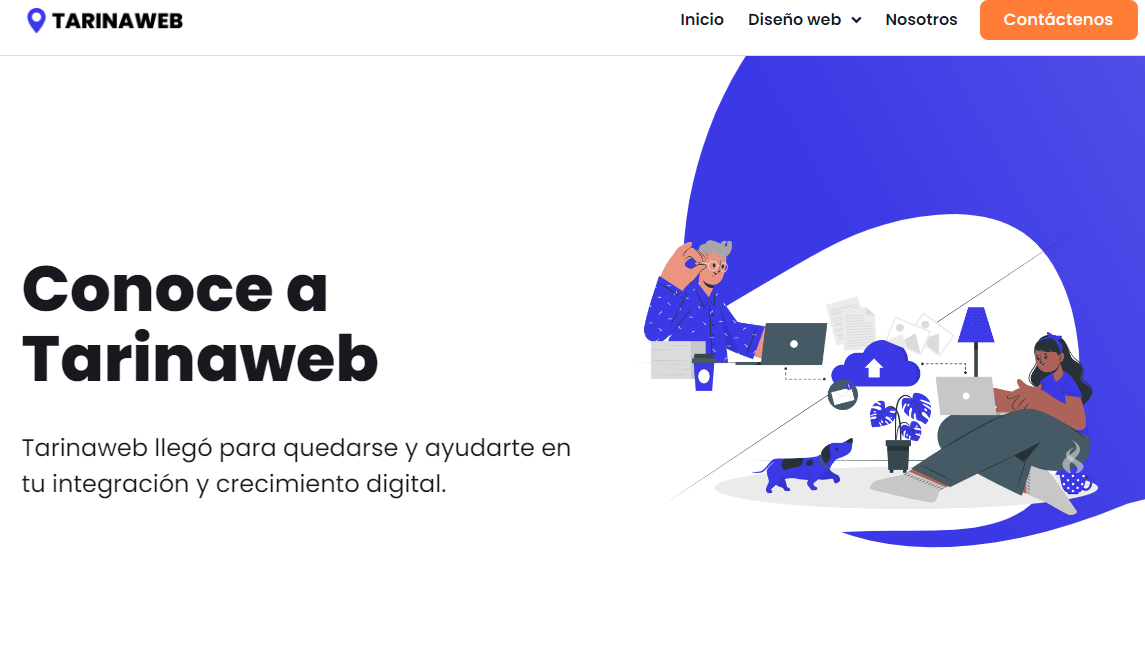 TARINAWEB
Inicio Diseño web Nosotros Contáctenos
Conoce a
Tarinaweb
Tarinaweb llegó para quedarse y ayudarte en
tu integración y crecimiento digital.